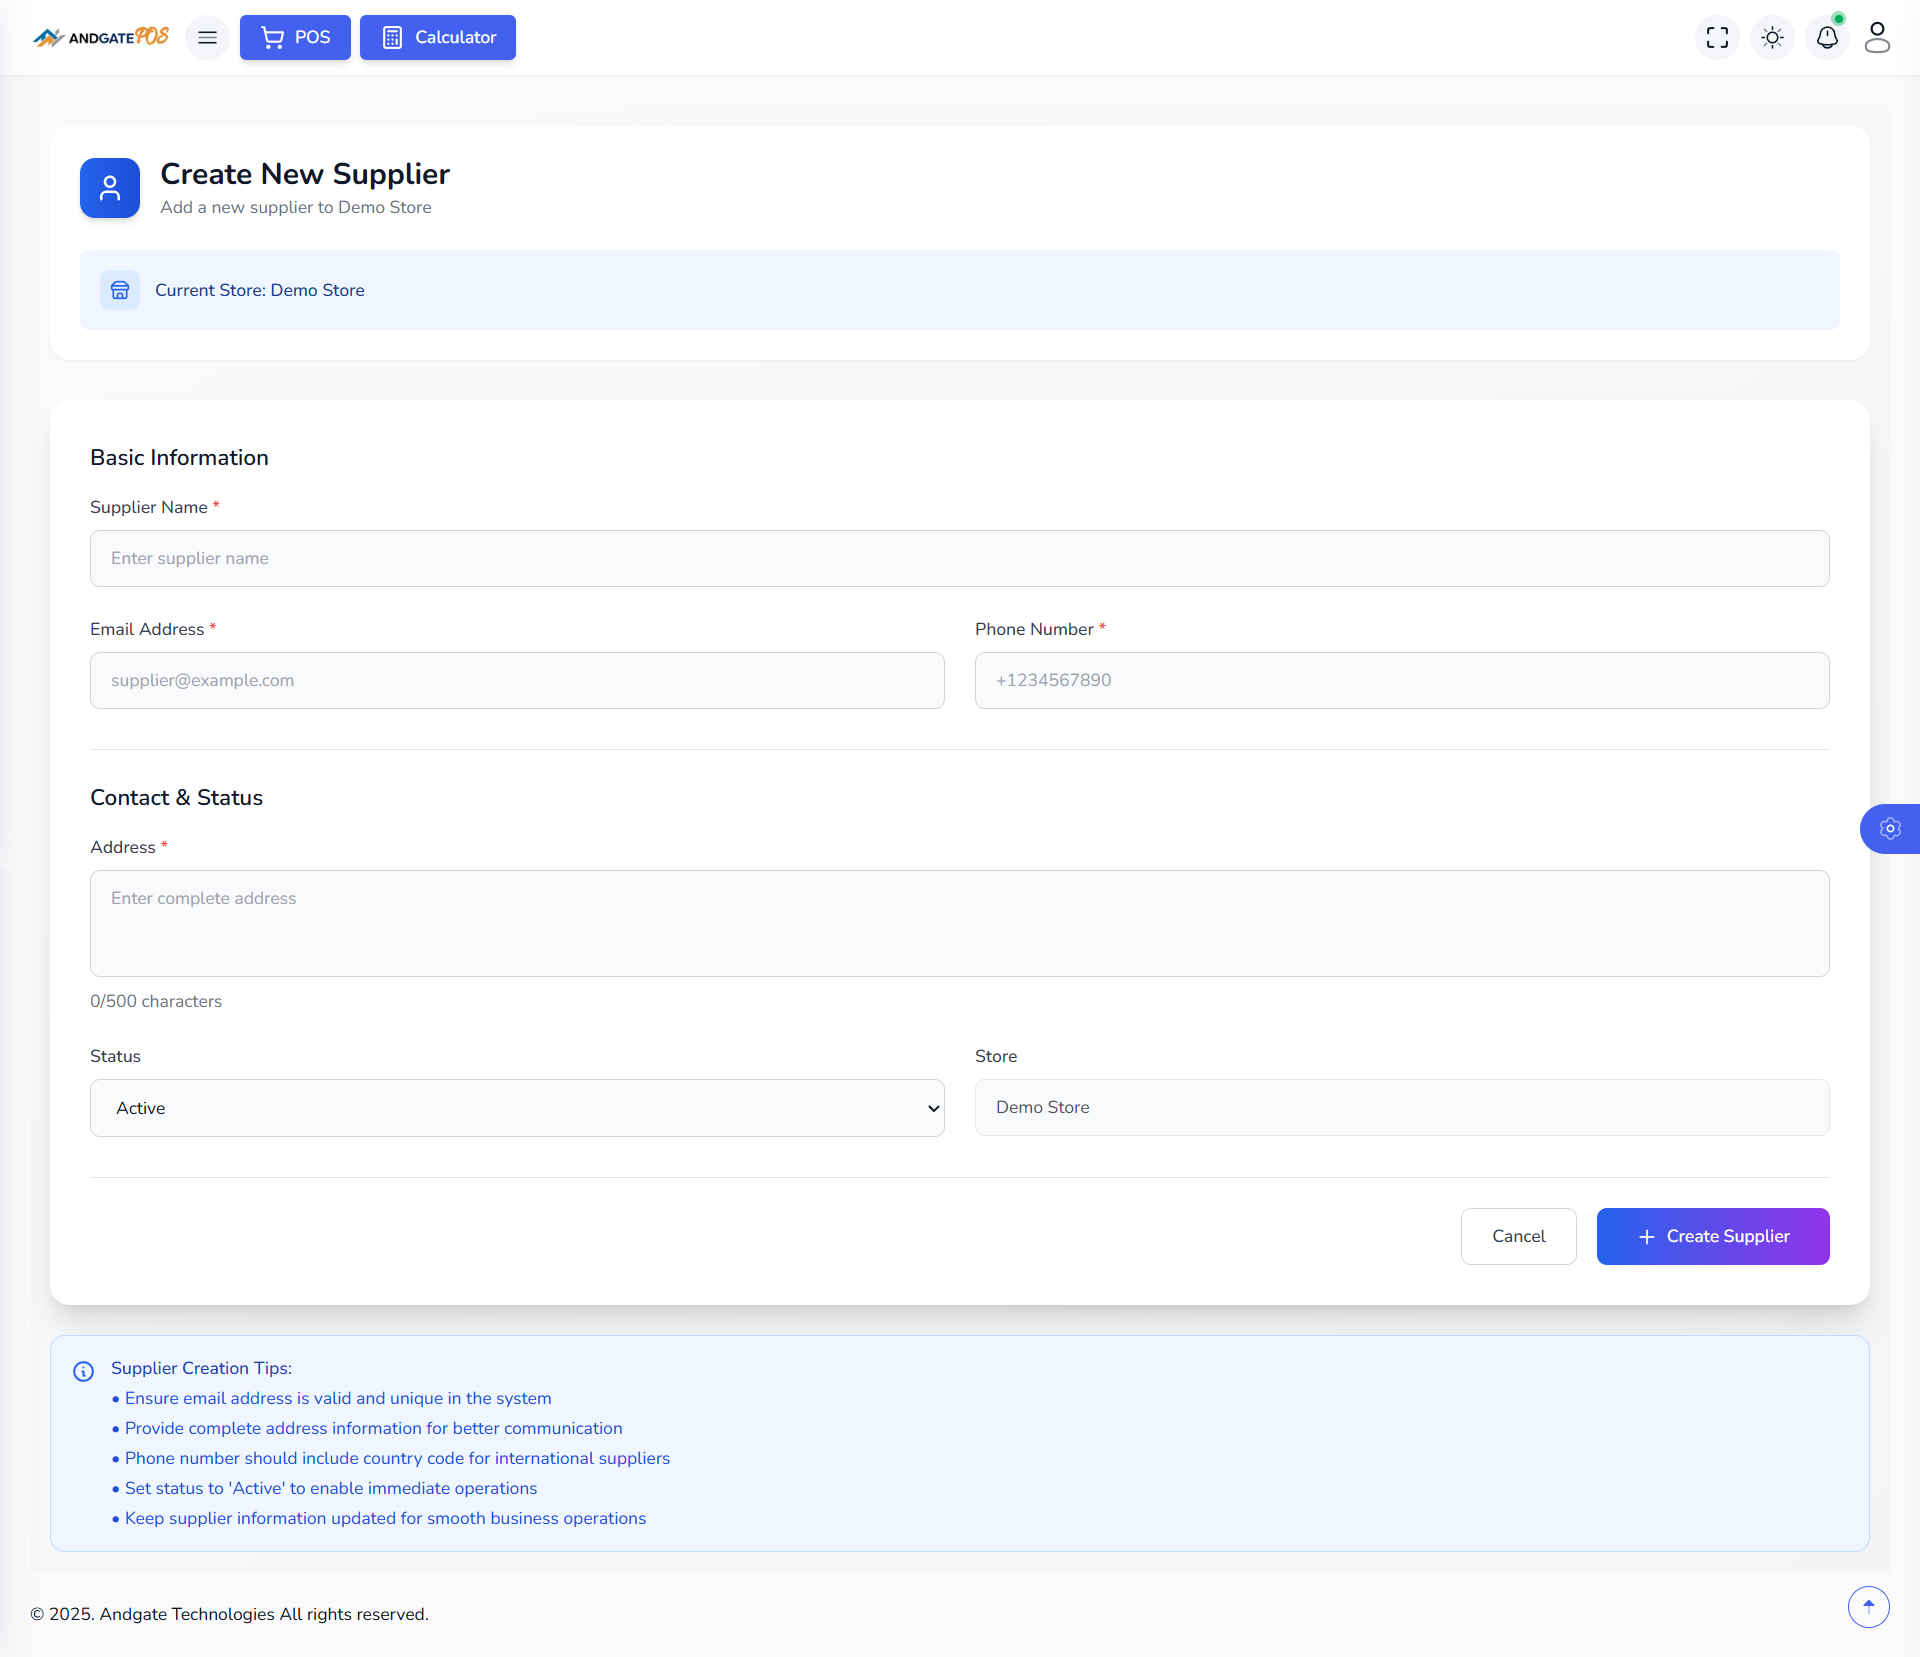 ANDGATE POS
POS
Calculator
Create New Supplier
Add a new supplier to Demo Store
Current Store: Demo Store
Basic Information
Supplier Name *
Enter supplier name
Email Address *
Phone Number *
supplier@example.com
+1234567890
Contact & Status
Address *
Enter complete address
0/500 characters
Status
Store
Active
Demo Store
Cancel
Create Supplier
Supplier Creation Tips:
• Ensure email address is valid and unique in the system
• Provide complete address information for better communication
• Phone number should include country code for international suppliers
• Set status to 'Active' to enable immediate operations
• Keep supplier information updated for smooth business operations
© 2025. Andgate Technologies All rights reserved.